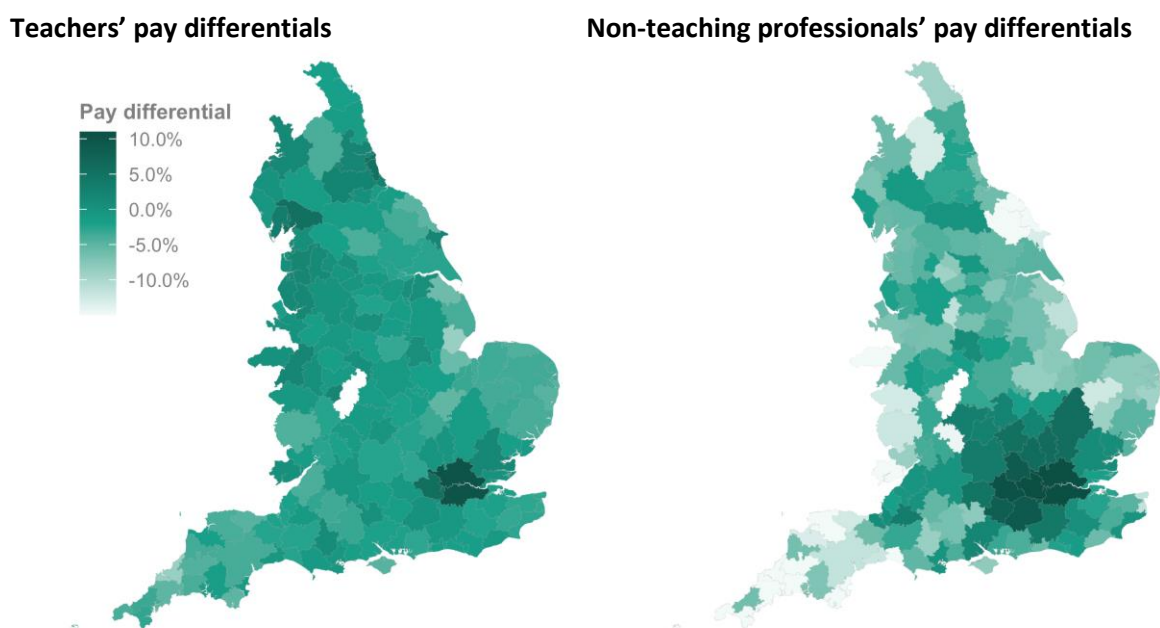 Teachers’ pay differentials
Non-teaching professionals’ pay differentials
Pay differential
10.0%
5.0%
0.0%
-5.0%
-10.0%